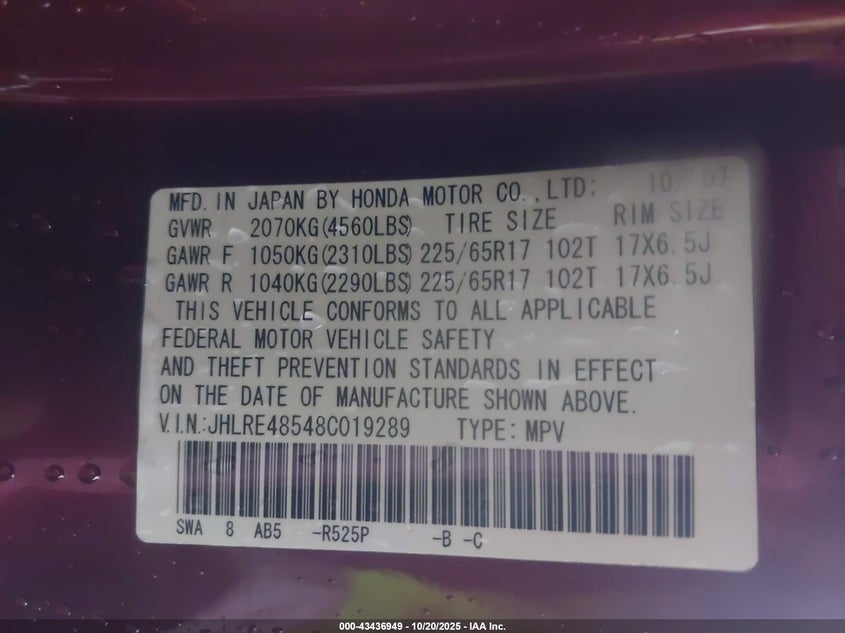 MFD. IN JAPAN BY HONDA MOTOR CO.,LTD: 10/'07
GVWR 2070KG(4560LBS) TIRE SIZE RIM SIZE
GAWR F 1050KG(2310LBS) 225/65R17 102T 17X6.5J
GAWR R 1040KG(2290LBS) 225/65R17 102T 17X6.5J
THIS VEHICLE CONFORMS TO ALL APPLICABLE
FEDERAL MOTOR VEHICLE SAFETY
AND THEFT PREVENTION STANDARDS IN EFFECT
ON THE DATE OF MANUFACTURE SHOWN ABOVE.
V.I.N.:JHLRE48548C019289 TYPE: MPV
SWA 8 AB5 -R525P -B -C
000-43436949 - 10/20/2025 - IAA Inc.